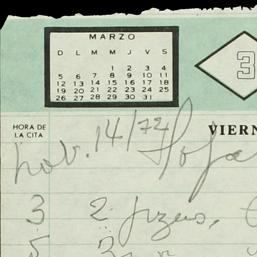 MARZO
D L M M J V S
1 2 3 4
5 6 7 8 9 10 11
12 13 14 15 16 17 18
19 20 21 22 23 24 25
26 27 28 29 30 31
3
HORA DE
LA CITA
VIERN
Nov. 14/72
3 2
5 3